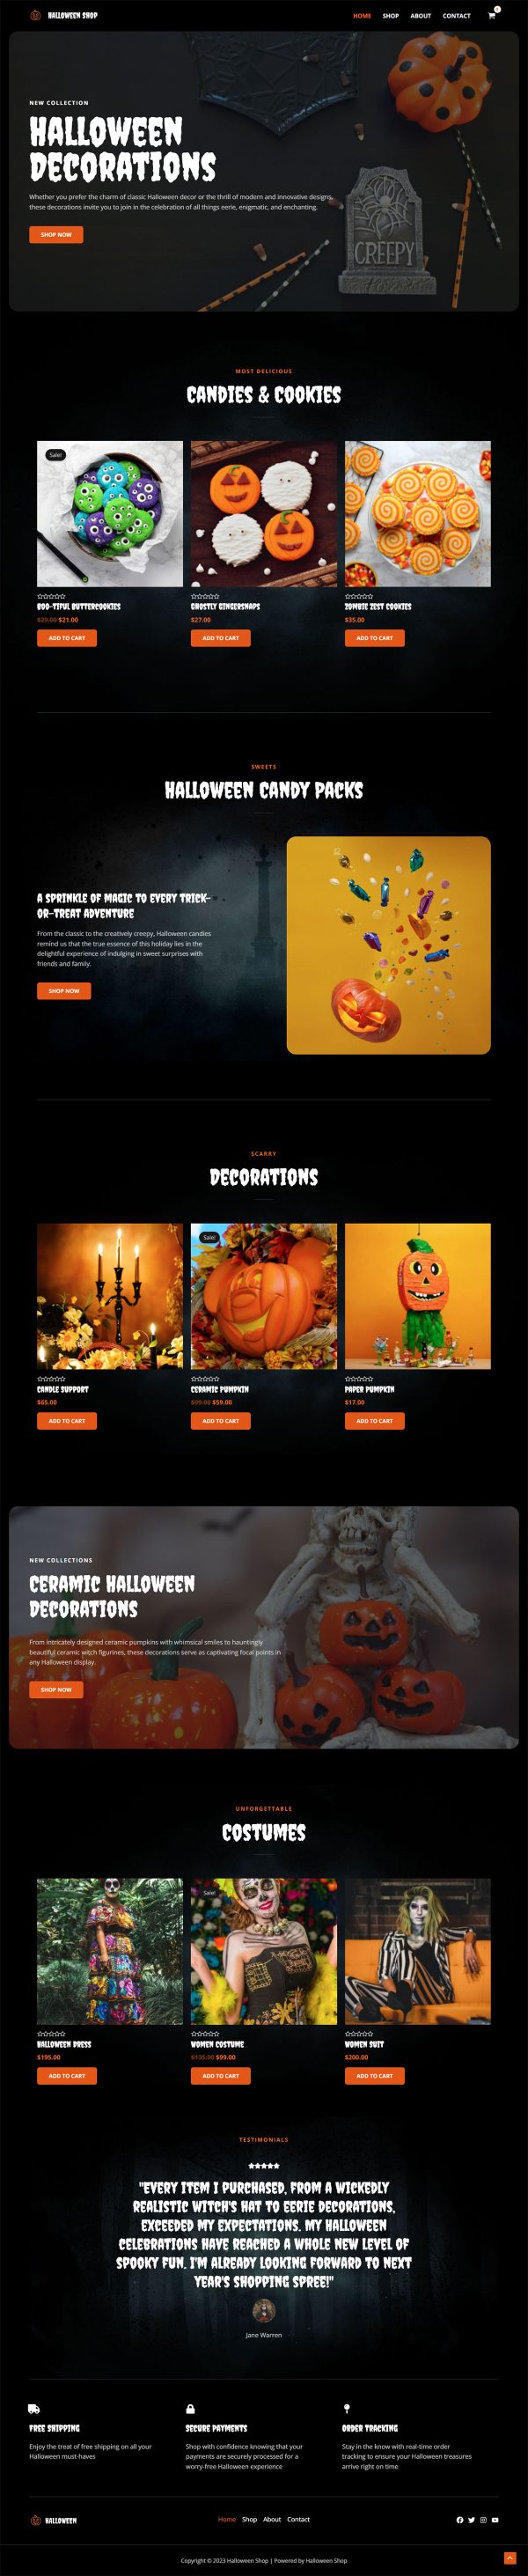 HALLOWEEN SHOP
HOME SHOP ABOUT CONTACT
NEW COLLECTION
HALLOWEEN
DECORATIONS
Whether you prefer the charm of classic Halloween decor or the thrill of modern and innovative designs,
these decorations invite you to join in the celebration of all things eerie, enigmatic, and enchanting.
SHOP NOW
CREEPY
MOST DELICIOUS
CANDIES & COOKIES
Sale!
BOO-TIFUL BUTTERCOOKIES
$29.00 $21.00
ADD TO CART
GHOSTLY GINGERSNAPS
$27.00
ADD TO CART
ZOMBIE ZEST COOKIES
$35.00
ADD TO CART
SWEETS
HALLOWEEN CANDY PACKS
A SPRINKLE OF MAGIC TO EVERY TRICK-
OR-TREAT ADVENTURE
From the classic to the creatively creepy, Halloween candies
remind us that the true essence of this holiday lies in the
delightful experience of indulging in sweet surprises with
friends and family.
SHOP NOW
SCARRY
DECORATIONS
CANDLE SUPPORT
$65.00
ADD TO CART
Sale!
CERAMIC PUMPKIN
$99.00 $59.00
ADD TO CART
PAPER PUMPKIN
$17.00
ADD TO CART
NEW COLLECTIONS
CERAMIC HALLOWEEN
DECORATIONS
From intricately designed ceramic pumpkins with whimsical smiles to hauntingly
beautiful ceramic witch figurines, these decorations serve as captivating focal points in
any Halloween display.
SHOP NOW
UNFORGETTABLE
COSTUMES
HALLOWEEN DRESS
$195.00
ADD TO CART
Sale!
WOMEN COSTUME
$135.00 $99.00
ADD TO CART
WOMEN SUIT
$200.00
ADD TO CART
TESTIMONIALS
"EVERY ITEM I PURCHASED, FROM A WICKEDLY
REALISTIC WITCH'S HAT TO EERIE DECORATIONS,
EXCEEDED MY EXPECTATIONS. MY HALLOWEEN
CELEBRATIONS HAVE REACHED A WHOLE NEW LEVEL OF
SPOOKY FUN. I'M ALREADY LOOKING FORWARD TO NEXT
YEAR'S SHOPPING SPREE!"
Jane Warren
FREE SHIPPING
Enjoy the treat of free shipping on all your
Halloween must-haves
SECURE PAYMENTS
Shop with confidence knowing that your
payments are securely processed for a
worry-free Halloween experience
ORDER TRACKING
Stay in the know with real-time order
tracking to ensure your Halloween treasures
arrive right on time
HALLOWEEN
Home Shop About Contact
Copyright © 2023 Halloween Shop | Powered by Halloween Shop